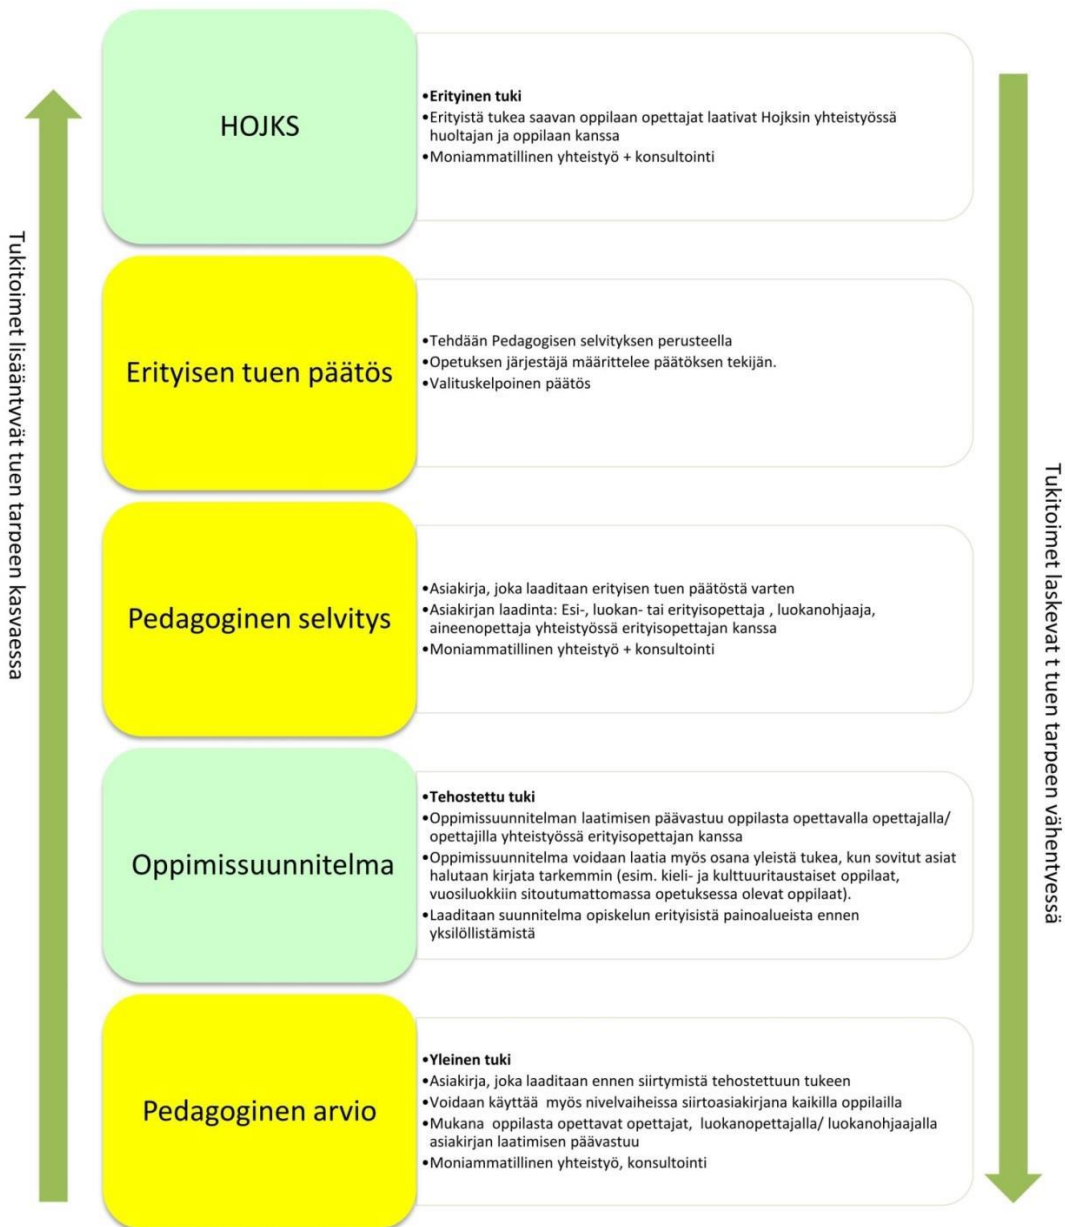 HOJKS
•Erityinen tuki
•Erityistä tukea saavan oppilaan opettajat laativat Hojksin yhteistyössä
huoltajan ja oppilaan kanssa
•Moniammatillinen yhteistyö + konsultointi
Erityisen tuen päätös
•Tehdään Pedagogisen selvityksen perusteella
•Opetuksen järjestäjä määrittelee päätöksen tekijän.
•Valituskelpoinen päätös
Pedagoginen selvitys
•Asiakirja, joka laaditaan erityisen tuen päätöstä varten
•Asiakirjan laadinta: Esi-, luokan- tai erityisopettaja , luokanohjaaja,
aineenopettaja yhteistyössä erityisopettajan kanssa
•Moniammatillinen yhteistyö + konsultointi
Oppimissuunnitelma
•Tehostettu tuki
•Oppimissuunnitelman laatimisen päävastuu oppilasta opettavalla opettajalla/
opettajilla yhteistyössä erityisopettajan kanssa
•Oppimissuunnitelma voidaan laatia myös osana yleistä tukea, kun sovitut asiat
halutaan kirjata tarkemmin (esim. kieli- ja kulttuuritaustaiset oppilaat,
vuosiluokkiin sitoutumattomassa opetuksessa olevat oppilaat).
•Laaditaan suunnitelma opiskelun erityisistä painoalueista ennen
yksilöllistämistä
Pedagoginen arvio
•Yleinen tuki
•Asiakirja, joka laaditaan ennen siirtymistä tehostettuun tukeen
•Voidaan käyttää myös nivelvaiheissa siirtoasiakirjana kaikilla oppilailla
•Mukana oppilasta opettavat opettajat, luokanopettajalla/ luokanohjaajalla
asiakirjan laatimisen päävastuu
•Moniammatillinen yhteistyö, konsultointi
Tukitoimet lisääntyvät tuen tarpeen kasvaessa
Tukitoimet laskevat t tuen tarpeen vähentyessä